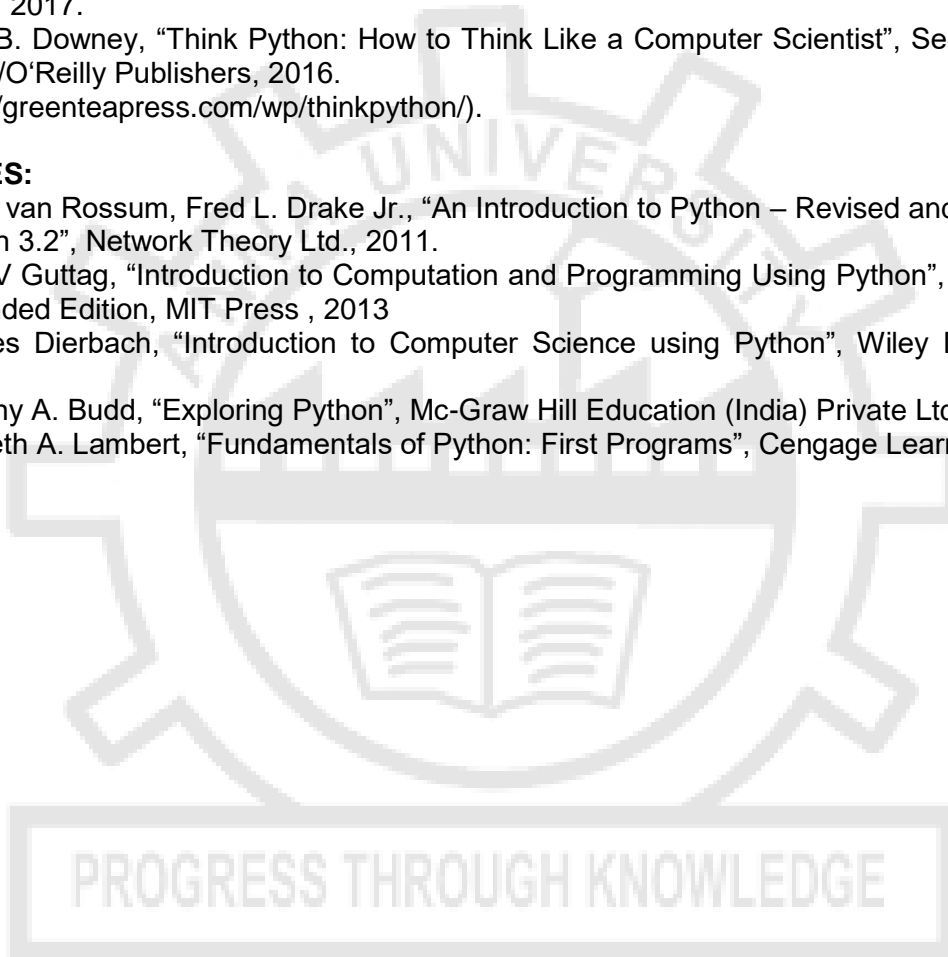 2017.
B. Downey, “Think Python: How to Think Like a Computer Scientist”, Se
/O‘Reilly Publishers, 2016.
/greenteapress.com/wp/thinkpython/).
ES:
van Rossum, Fred L. Drake Jr., “An Introduction to Python – Revised and
n 3.2”, Network Theory Ltd., 2011.
V Guttag, “Introduction to Computation and Programming Using Python”,
ded Edition, MIT Press , 2013
es Dierbach, “Introduction to Computer Science using Python”, Wiley
ny A. Budd, “Exploring Python”, Mc-Graw Hill Education (India) Private Ltd
eth A. Lambert, “Fundamentals of Python: First Programs”, Cengage Learn
UNIVERSITY
PROGRESS THROUGH KNOWLEDGE